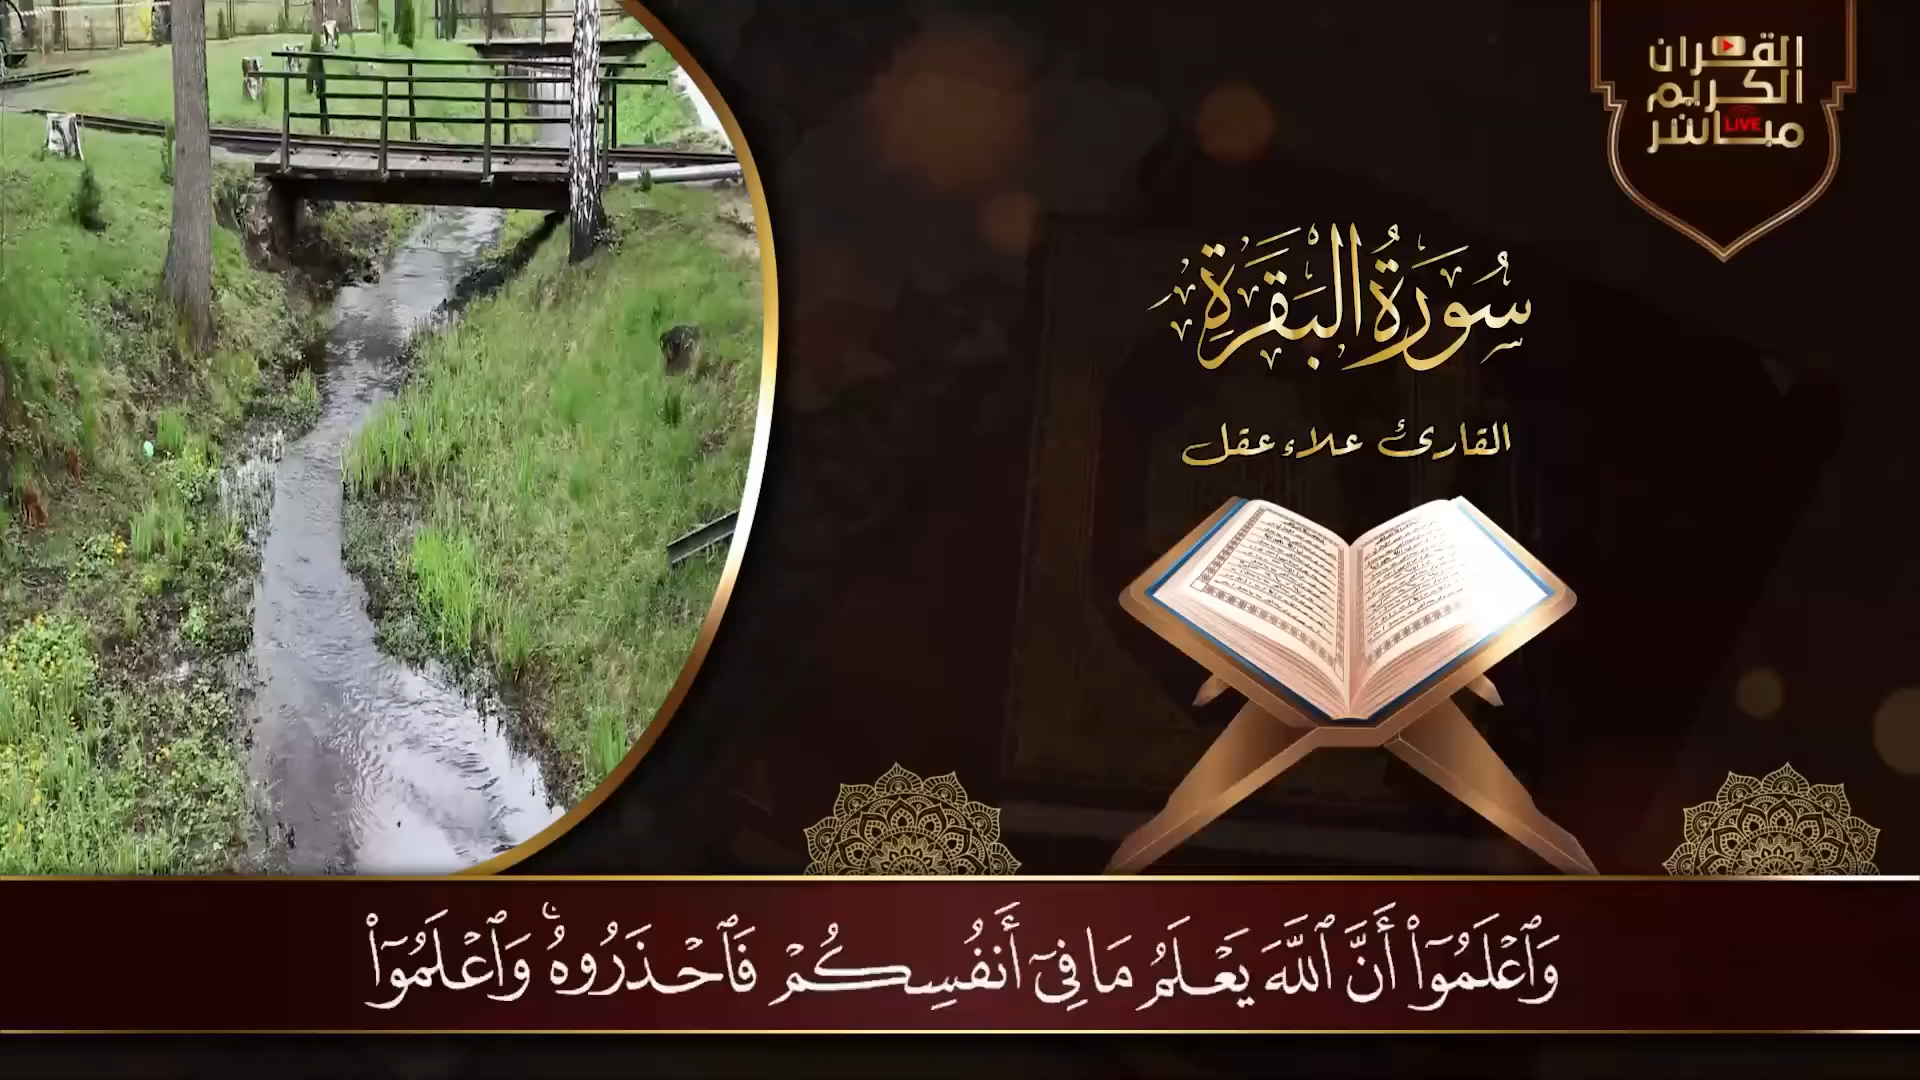 القرآن
الكريم
مباشر
LIVE
سُورَةُ البَقَرَةِ
القارئ علاء عقل
وَٱعْلَمُوٓا۟ أَنَّ ٱللَّهَ يَعْلَمُ مَا فِىٓ أَنفُسِكُمْ فَٱحْذَرُوهُ ۚ وَٱعْلَمُوٓا۟